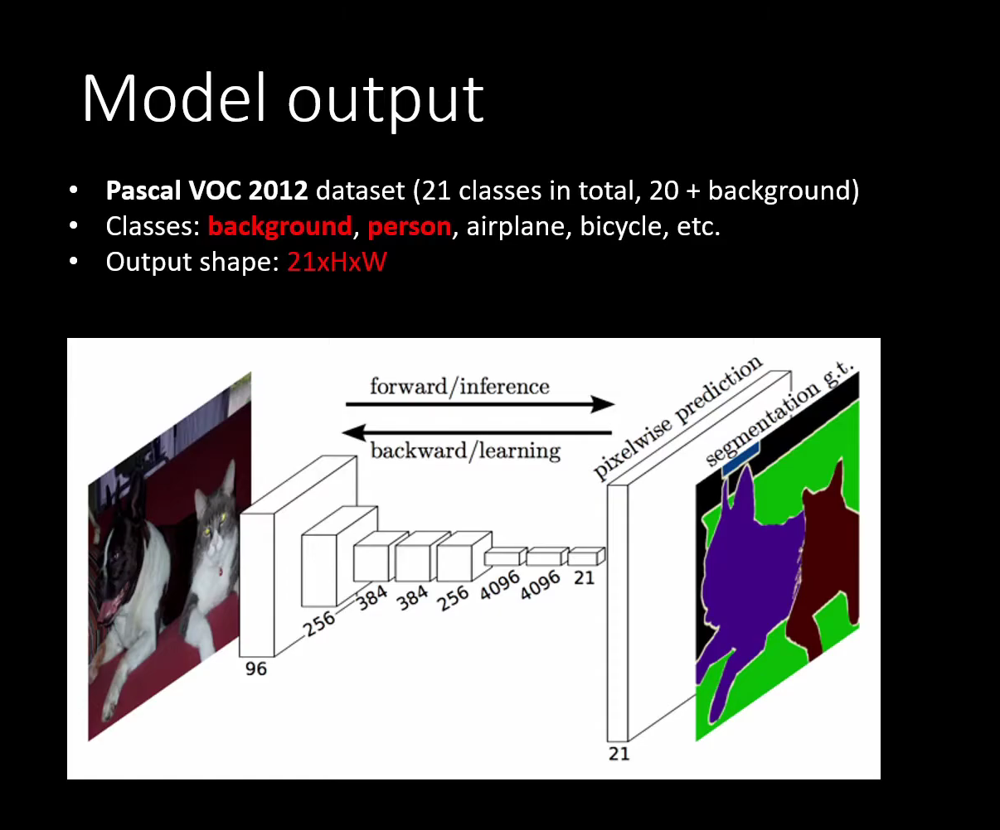 Model output
• Pascal VOC 2012 dataset (21 classes in total, 20 + background)
• Classes: background, person, airplane, bicycle, etc.
• Output shape: 21xHxW
forward/inference
backward/learning
pixelwise prediction
segmentation g.t.
96
256
384
384
256
4096
4096
21
21